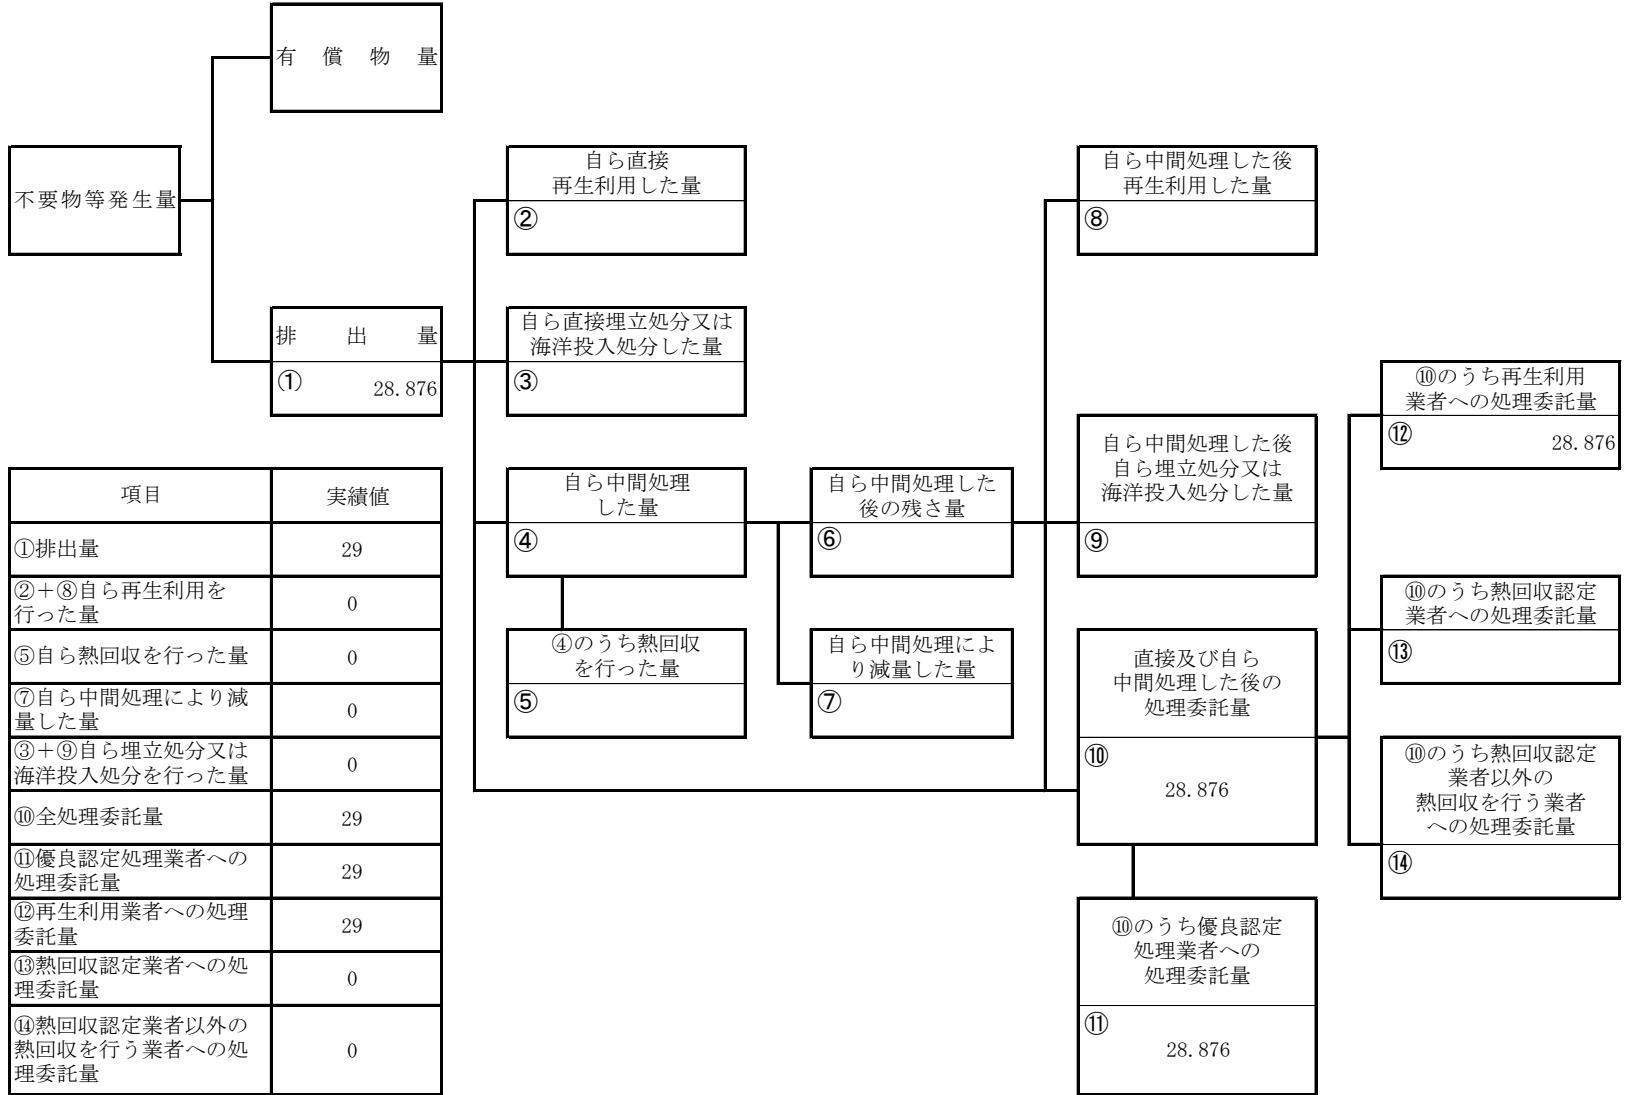 有償物量
不要物等発生量
排出量
①
28.876
自ら直接
再生利用した量
②
自ら直接埋立処分又は
海洋投入処分した量
③
自ら中間処理
した量
④
④のうち熱回収
を行った量
⑤
自ら中間処理した
後の残さ量
⑥
自ら中間処理によ
り減量した量
⑦
自ら中間処理した後
再生利用した量
⑧
自ら中間処理した後
自ら埋立処分又は
海洋投入処分した量
⑨
直接及び自ら
中間処理した後の
処理委託量
⑩
28.876
⑩のうち優良認定
処理業者への
処理委託量
⑪
28.876
⑩のうち再生利用
業者への処理委託量
⑫
28.876
⑩のうち熱回収認定
業者への処理委託量
⑬
⑩のうち熱回収認定
業者以外の
熱回収を行う業者
への処理委託量
⑭
項目 実績値
①排出量 29
②+⑧自ら再生利用を
行った量 0
⑤自ら熱回収を行った量 0
⑦自ら中間処理により減
量した量 0
③+⑨自ら埋立処分又は
海洋投入処分を行った量 0
⑩全処理委託量 29
⑪優良認定処理業者への
処理委託量 29
⑫再生利用業者への処理
委託量 29
⑬熱回収認定業者への処
理委託量 0
⑭熱回収認定業者以外の
熱回収を行う業者への処
理委託量 0